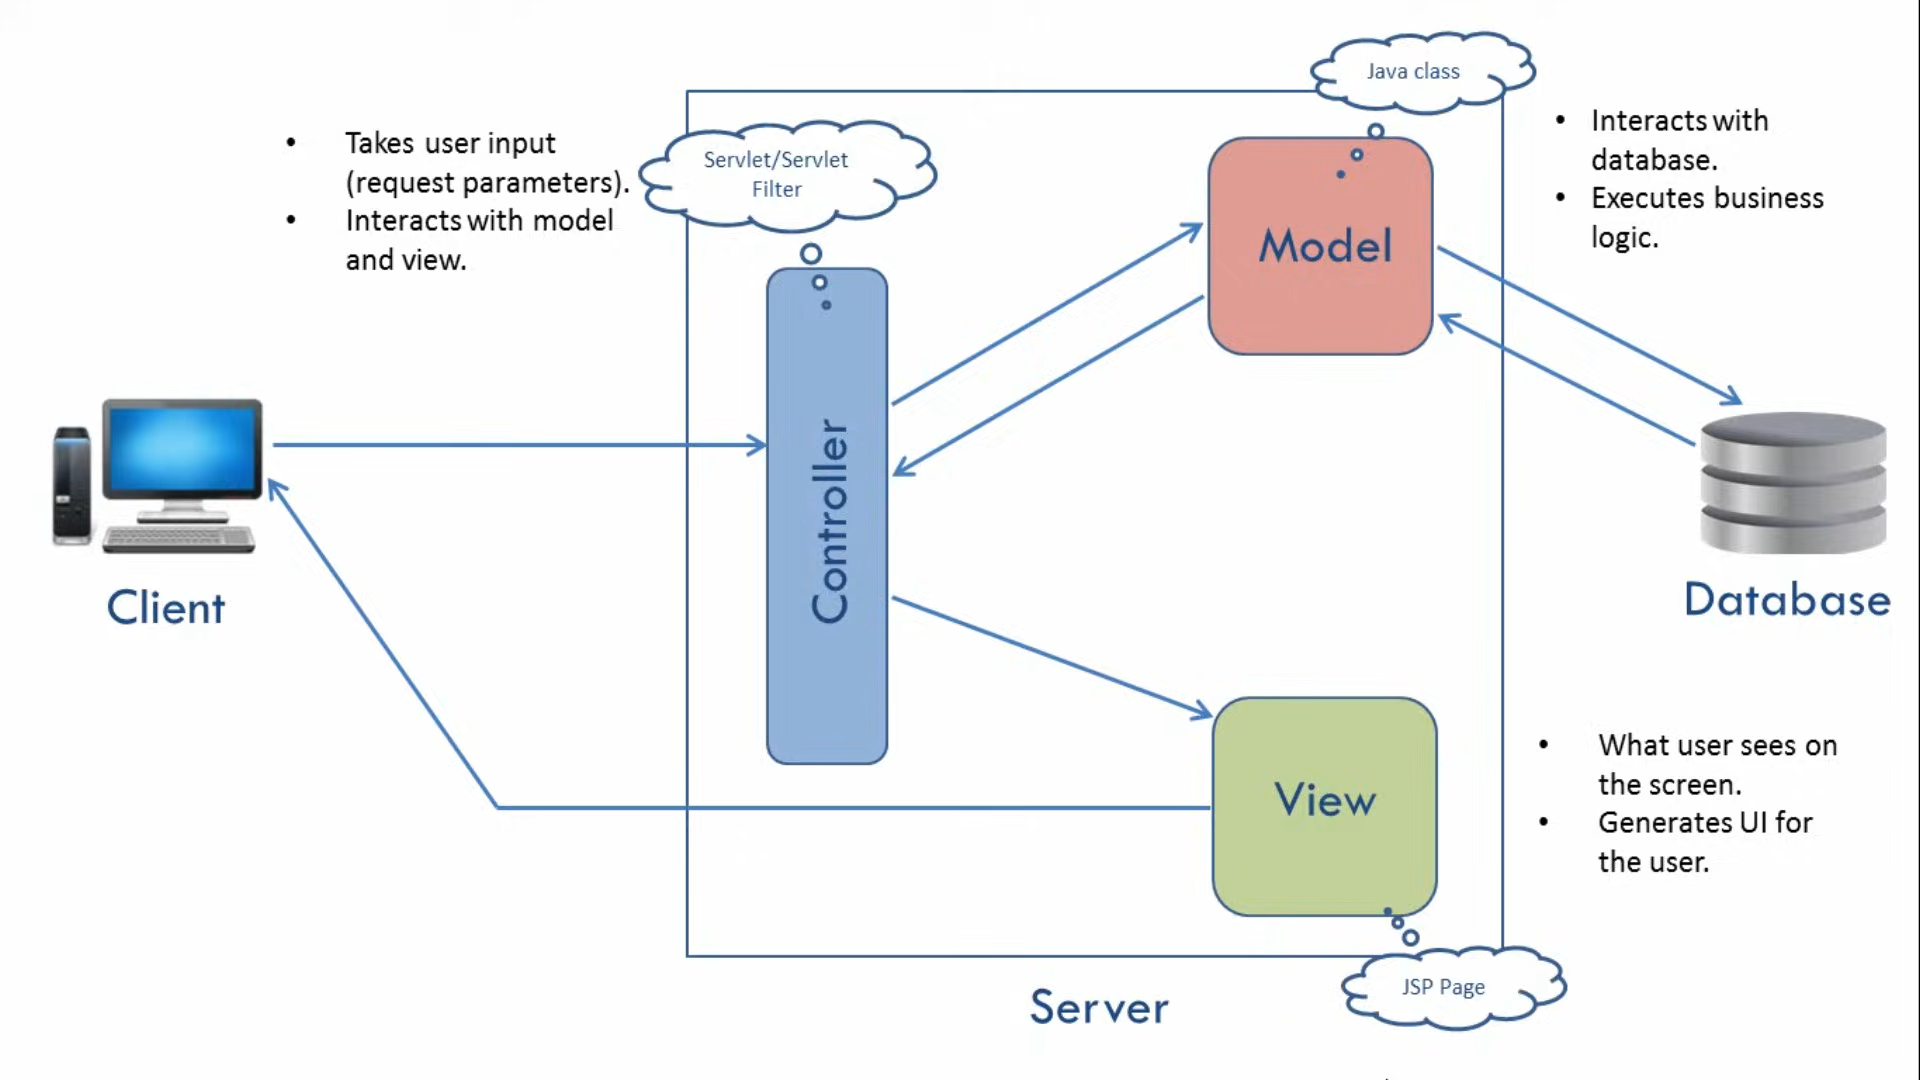 Java class
• Takes user input
(request parameters).
• Interacts with model
and view.
Servlet/Servlet
Filter
• Interacts with
database.
• Executes business
logic.
Model
Controller
Client
Database
• What user sees on
the screen.
• Generates UI for
the user.
View
JSP Page
Server